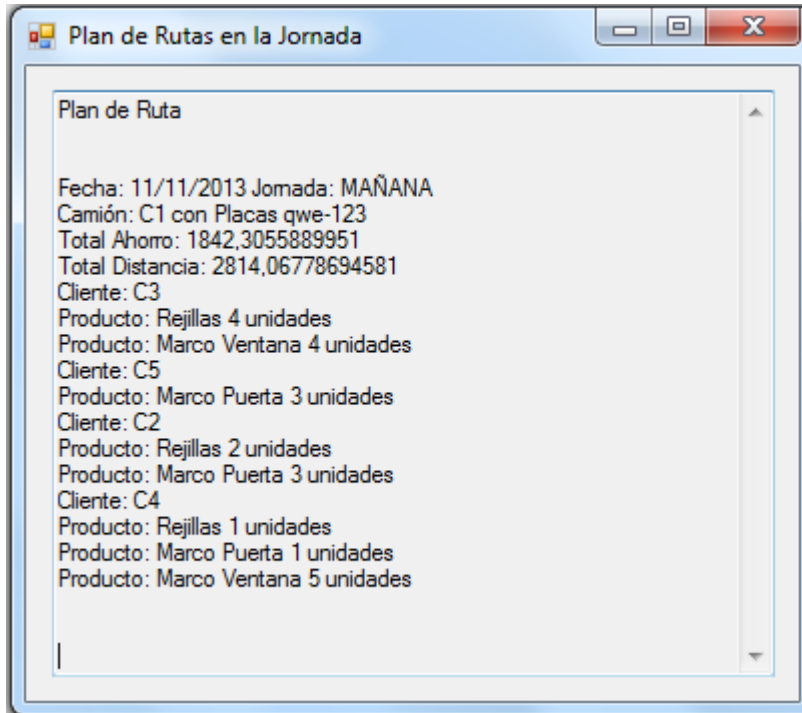 Plan de Rutas en la Jornada
Plan de Ruta
Fecha: 11/11/2013 Jornada: MAÑANA
Camión: C1 con Placas qwe-123
Total Ahorro: 1842,3055889951
Total Distancia: 2814,06778694581
Cliente: C3
Producto: Rejillas 4 unidades
Producto: Marco Ventana 4 unidades
Cliente: C5
Producto: Marco Puerta 3 unidades
Cliente: C2
Producto: Rejillas 2 unidades
Producto: Marco Puerta 3 unidades
Cliente: C4
Producto: Rejillas 1 unidades
Producto: Marco Puerta 1 unidades
Producto: Marco Ventana 5 unidades